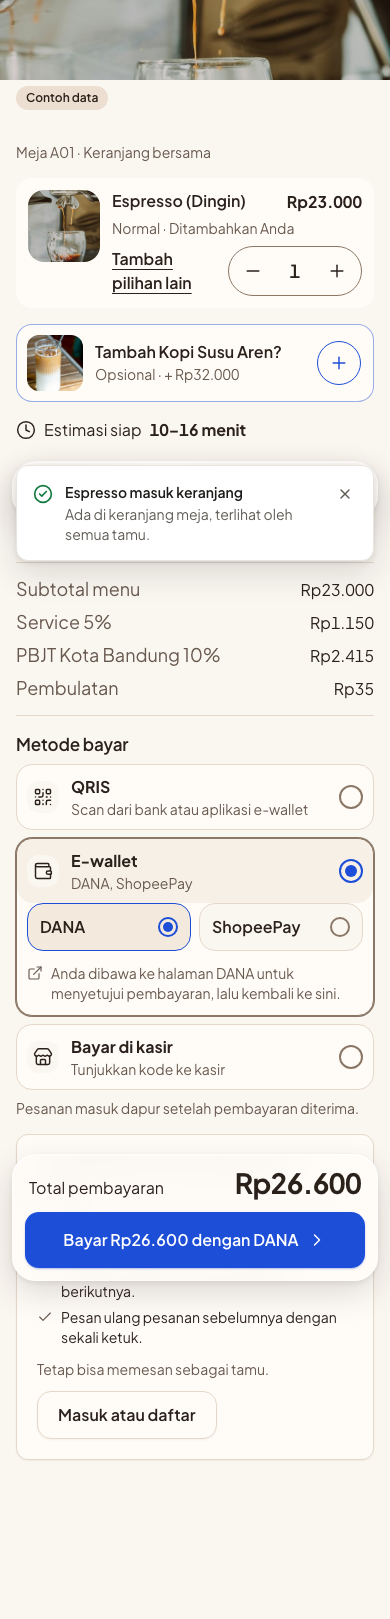 Contoh data
Meja A01 · Keranjang bersama
Espresso (Dingin)
Rp23.000
Normal · Ditambahkan Anda
Tambah
pilihan lain
1
Tambah Kopi Susu Aren?
Opsional · + Rp32.000
Estimasi siap 10–16 menit
Espresso masuk keranjang
Ada di keranjang meja, terlihat oleh
semua tamu.
Subtotal menu
Rp23.000
Service 5%
Rp1.150
PBJT Kota Bandung 10%
Rp2.415
Pembulatan
Rp35
Metode bayar
QRIS
Scan dari bank atau aplikasi e-wallet
E-wallet
DANA, ShopeePay
DANA
ShopeePay
Anda dibawa ke halaman DANA untuk
menyetujui pembayaran, lalu kembali ke sini.
Bayar di kasir
Tunjukkan kode ke kasir
Pesanan masuk dapur setelah pembayaran diterima.
Total pembayaran
Rp26.600
Bayar Rp26.600 dengan DANA
berikutnya.
Pesan ulang pesanan sebelumnya dengan
sekali ketuk.
Tetap bisa memesan sebagai tamu.
Masuk atau daftar